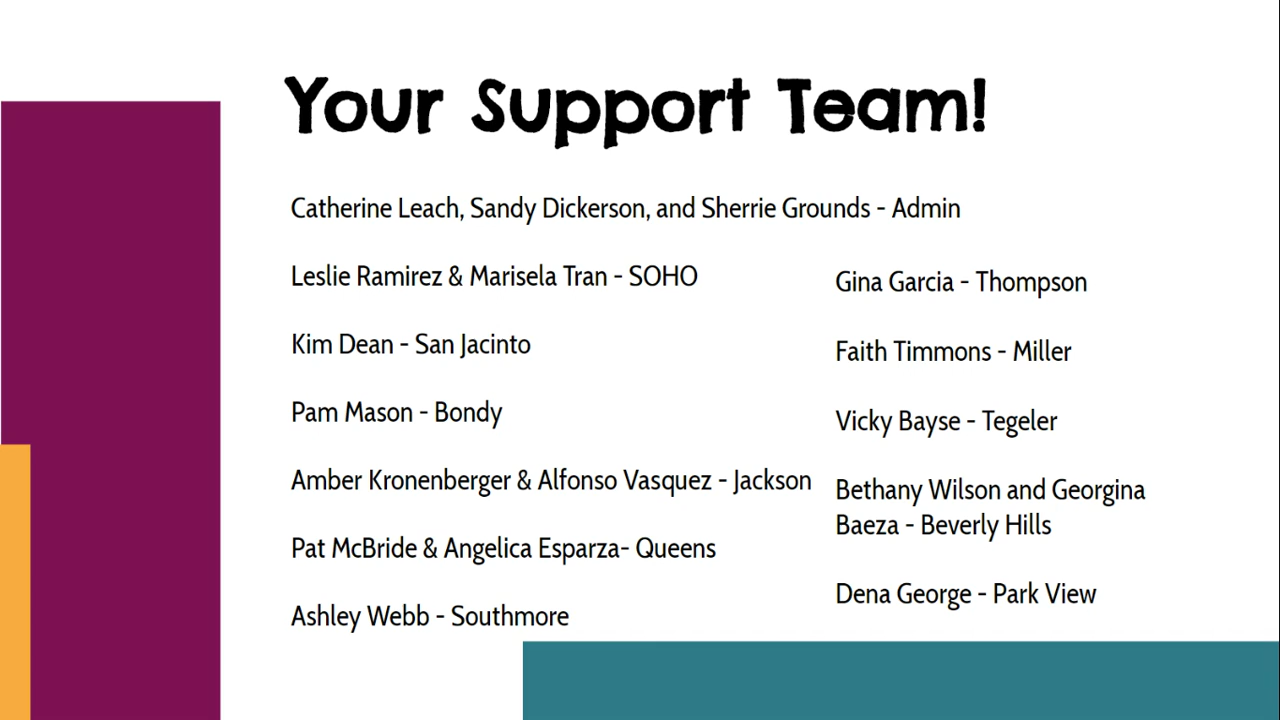 Your Support Team!
Catherine Leach, Sandy Dickerson, and Sherrie Grounds - Admin
Leslie Ramirez & Marisela Tran - SOHO
Kim Dean - San Jacinto
Pam Mason - Bondy
Amber Kronenberger & Alfonso Vasquez - Jackson
Pat McBride & Angelica Esparza- Queens
Ashley Webb - Southmore
Gina Garcia - Thompson
Faith Timmons - Miller
Vicky Bayse - Tegeler
Bethany Wilson and Georgina
Baeza - Beverly Hills
Dena George - Park View